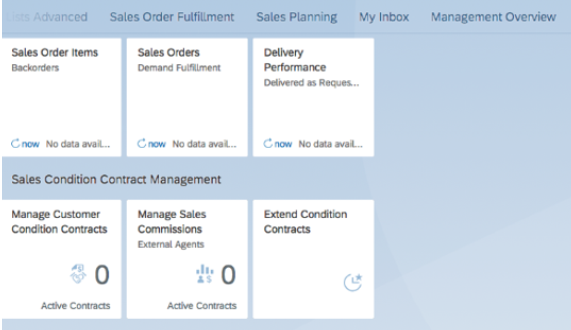 Lists Advanced Sales Order Fulfillment Sales Planning My Inbox Management Overview
Sales Order Items
Backorders
now No data avail...
Sales Orders
Demand Fulfillment
now No data avail...
Delivery
Performance
Delivered as Reques...
now No data avail...
Sales Condition Contract Management
Manage Customer
Condition Contracts
0
Active Contracts
Manage Sales
Commissions
External Agents
0
Active Contracts
Extend Condition
Contracts